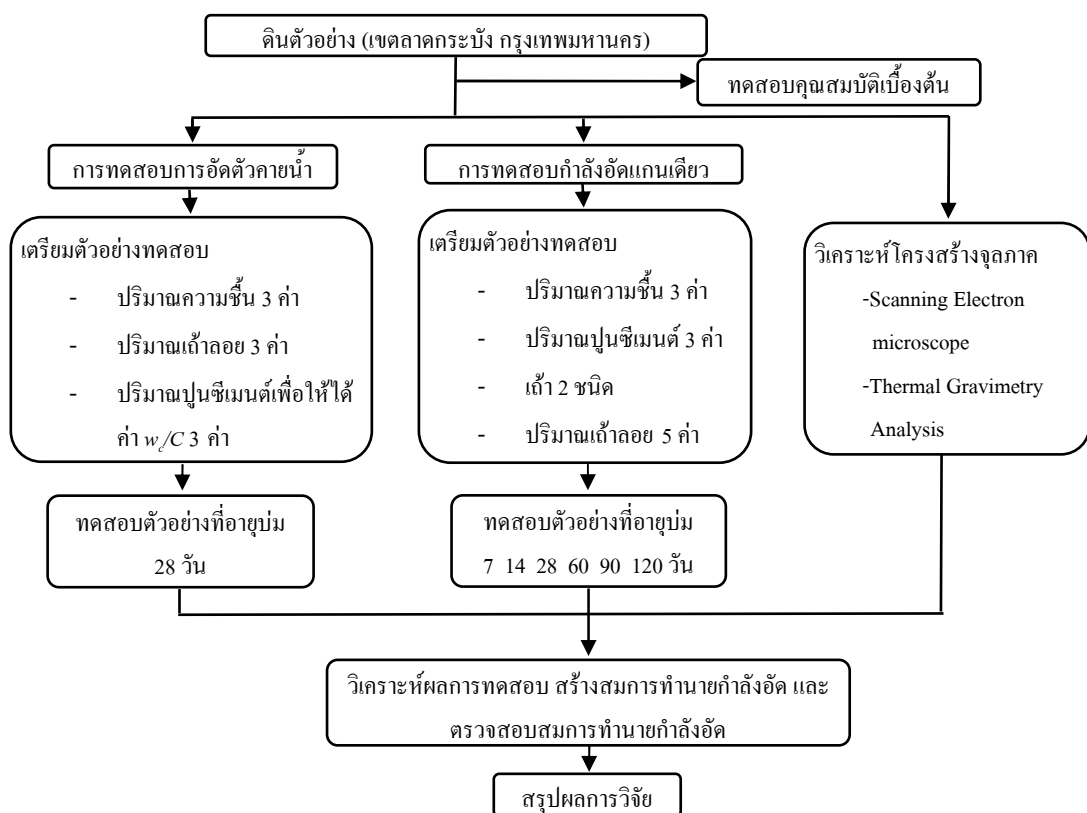 ดินตัวอย่าง (เขตลาดกระบัง กรุงเทพมหานคร)
ทดสอบคุณสมบัติเบื้องต้น
การทดสอบการอัดตัวคายน้ำ
เตรียมตัวอย่างทดสอบ
- ปริมาณความชื้น 3 ค่า
- ปริมาณเถ้าลอย 3 ค่า
- ปริมาณปูนซีเมนต์เพื่อให้ได้
ค่า w_c/C 3 ค่า
ทดสอบตัวอย่างที่อายุบ่ม
28 วัน
การทดสอบกำลังอัดแกนเดียว
เตรียมตัวอย่างทดสอบ
- ปริมาณความชื้น 3 ค่า
- ปริมาณปูนซีเมนต์ 3 ค่า
- เถ้า 2 ชนิด
- ปริมาณเถ้าลอย 5 ค่า
ทดสอบตัวอย่างที่อายุบ่ม
7 14 28 60 90 120 วัน
วิเคราะห์โครงสร้างจุลภาค
-Scanning Electron
microscope
-Thermal Gravimetry
Analysis
วิเคราะห์ผลการทดสอบ สร้างสมการทำนายกำลังอัด และ
ตรวจสอบสมการทำนายกำลังอัด
สรุปผลการวิจัย